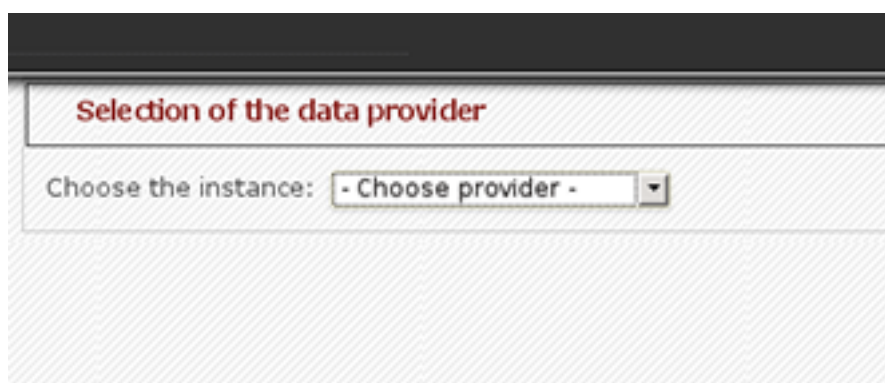 Selection of the data provider
Choose the instance: - Choose provider -